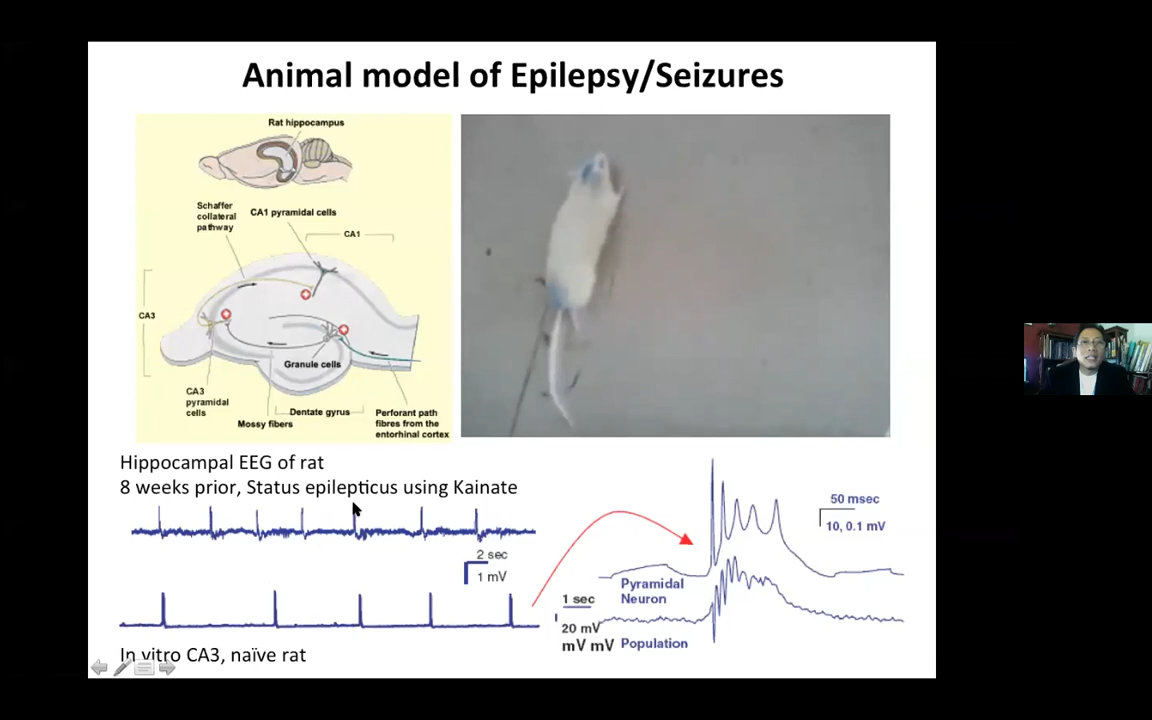 Animal model of Epilepsy/Seizures
Rat hippocampus
Schaffer
collateral
pathway
CA1 pyramidal cells
CA1
CA3
Granule cells
CA3
pyramidal
cells
Dentate gyrus
Mossy fibers
Perforant path
fibres from the
entorhinal cortex
Hippocampal EEG of rat
8 weeks prior, Status epilepticus using Kainate
2 sec
1 mV
In vitro CA3, naïve rat
50 msec
10, 0.1 mV
Pyramidal
Neuron
1 sec
20 mV
mV mV
Population